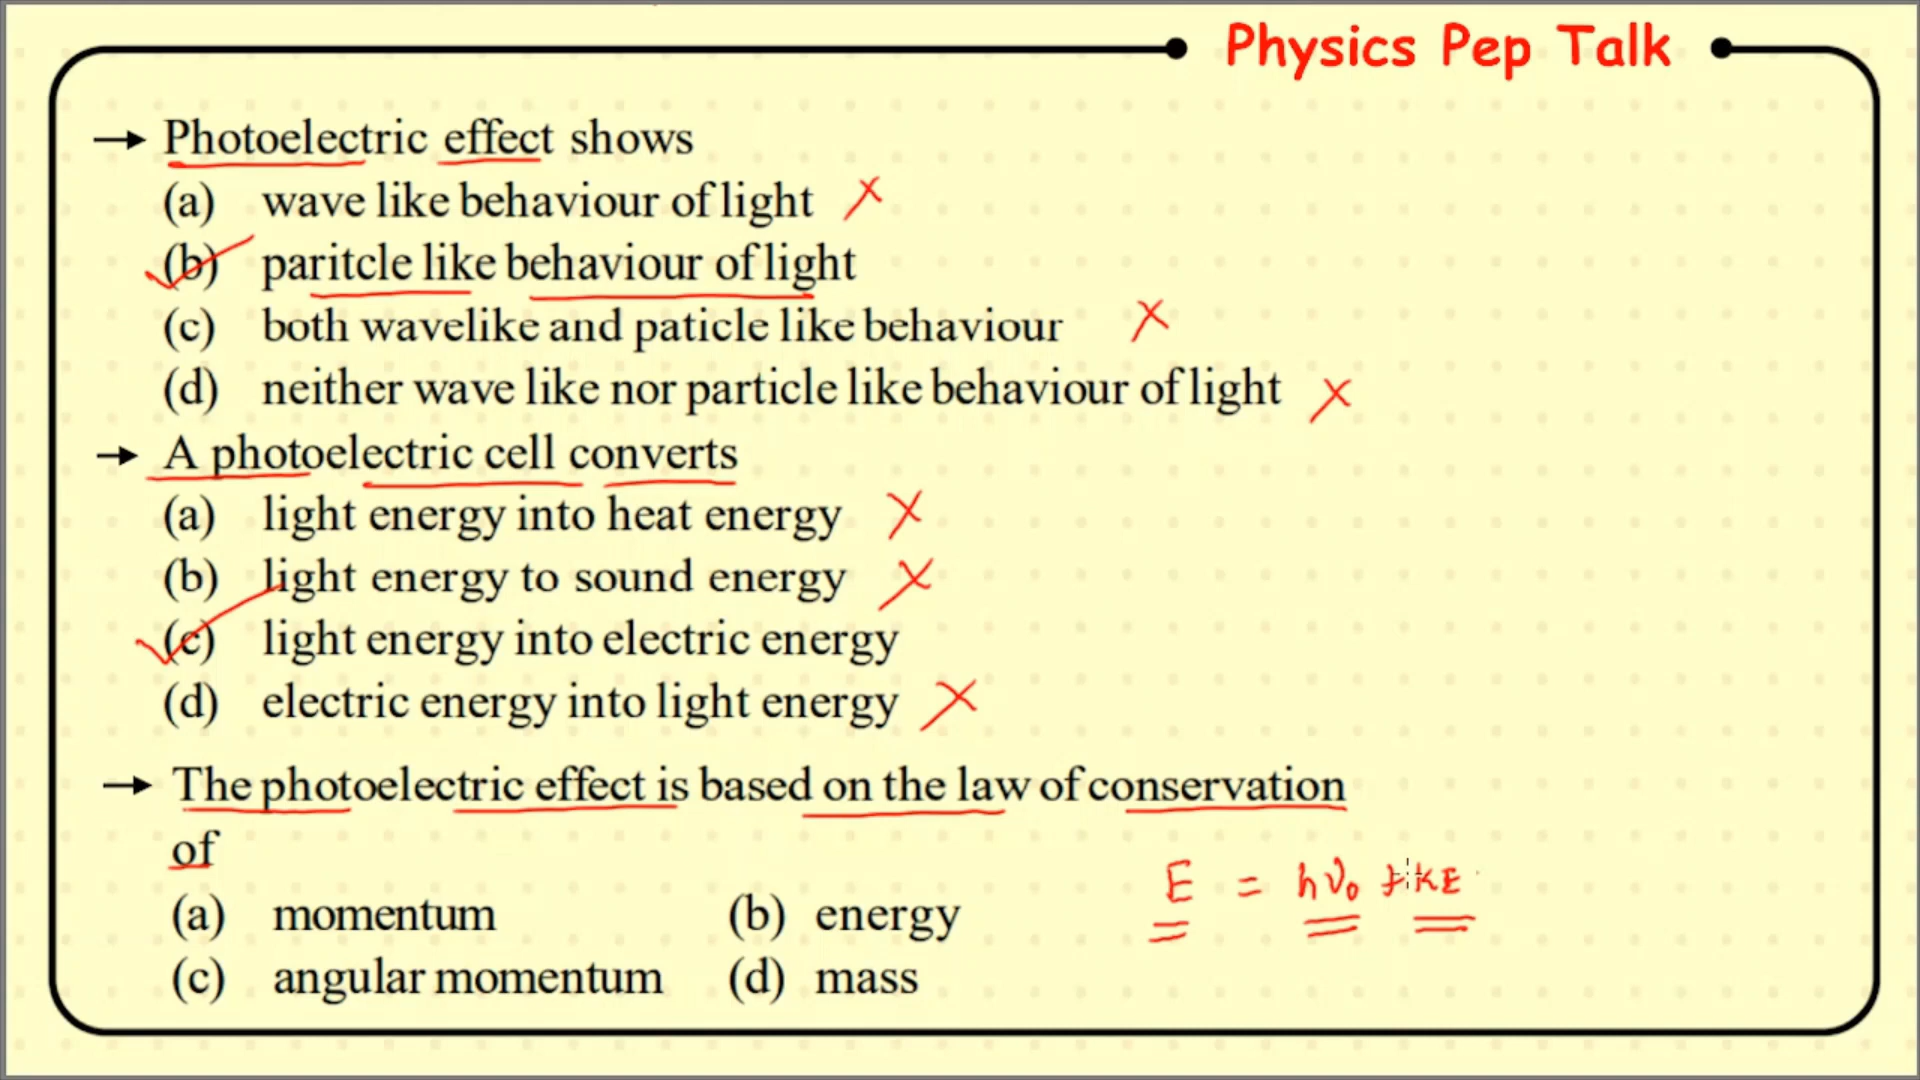 Physics Pep Talk
→ Photoelectric effect shows
(a) wave like behaviour of light
(b) paritcle like behaviour of light
(c) both wavelike and paticle like behaviour
(d) neither wave like nor particle like behaviour of light
→ A photoelectric cell converts
(a) light energy into heat energy
(b) light energy to sound energy
(c) light energy into electric energy
(d) electric energy into light energy
→ The photoelectric effect is based on the law of conservation
of
E = hν₀ + KE
(a) momentum (b) energy
(c) angular momentum (d) mass